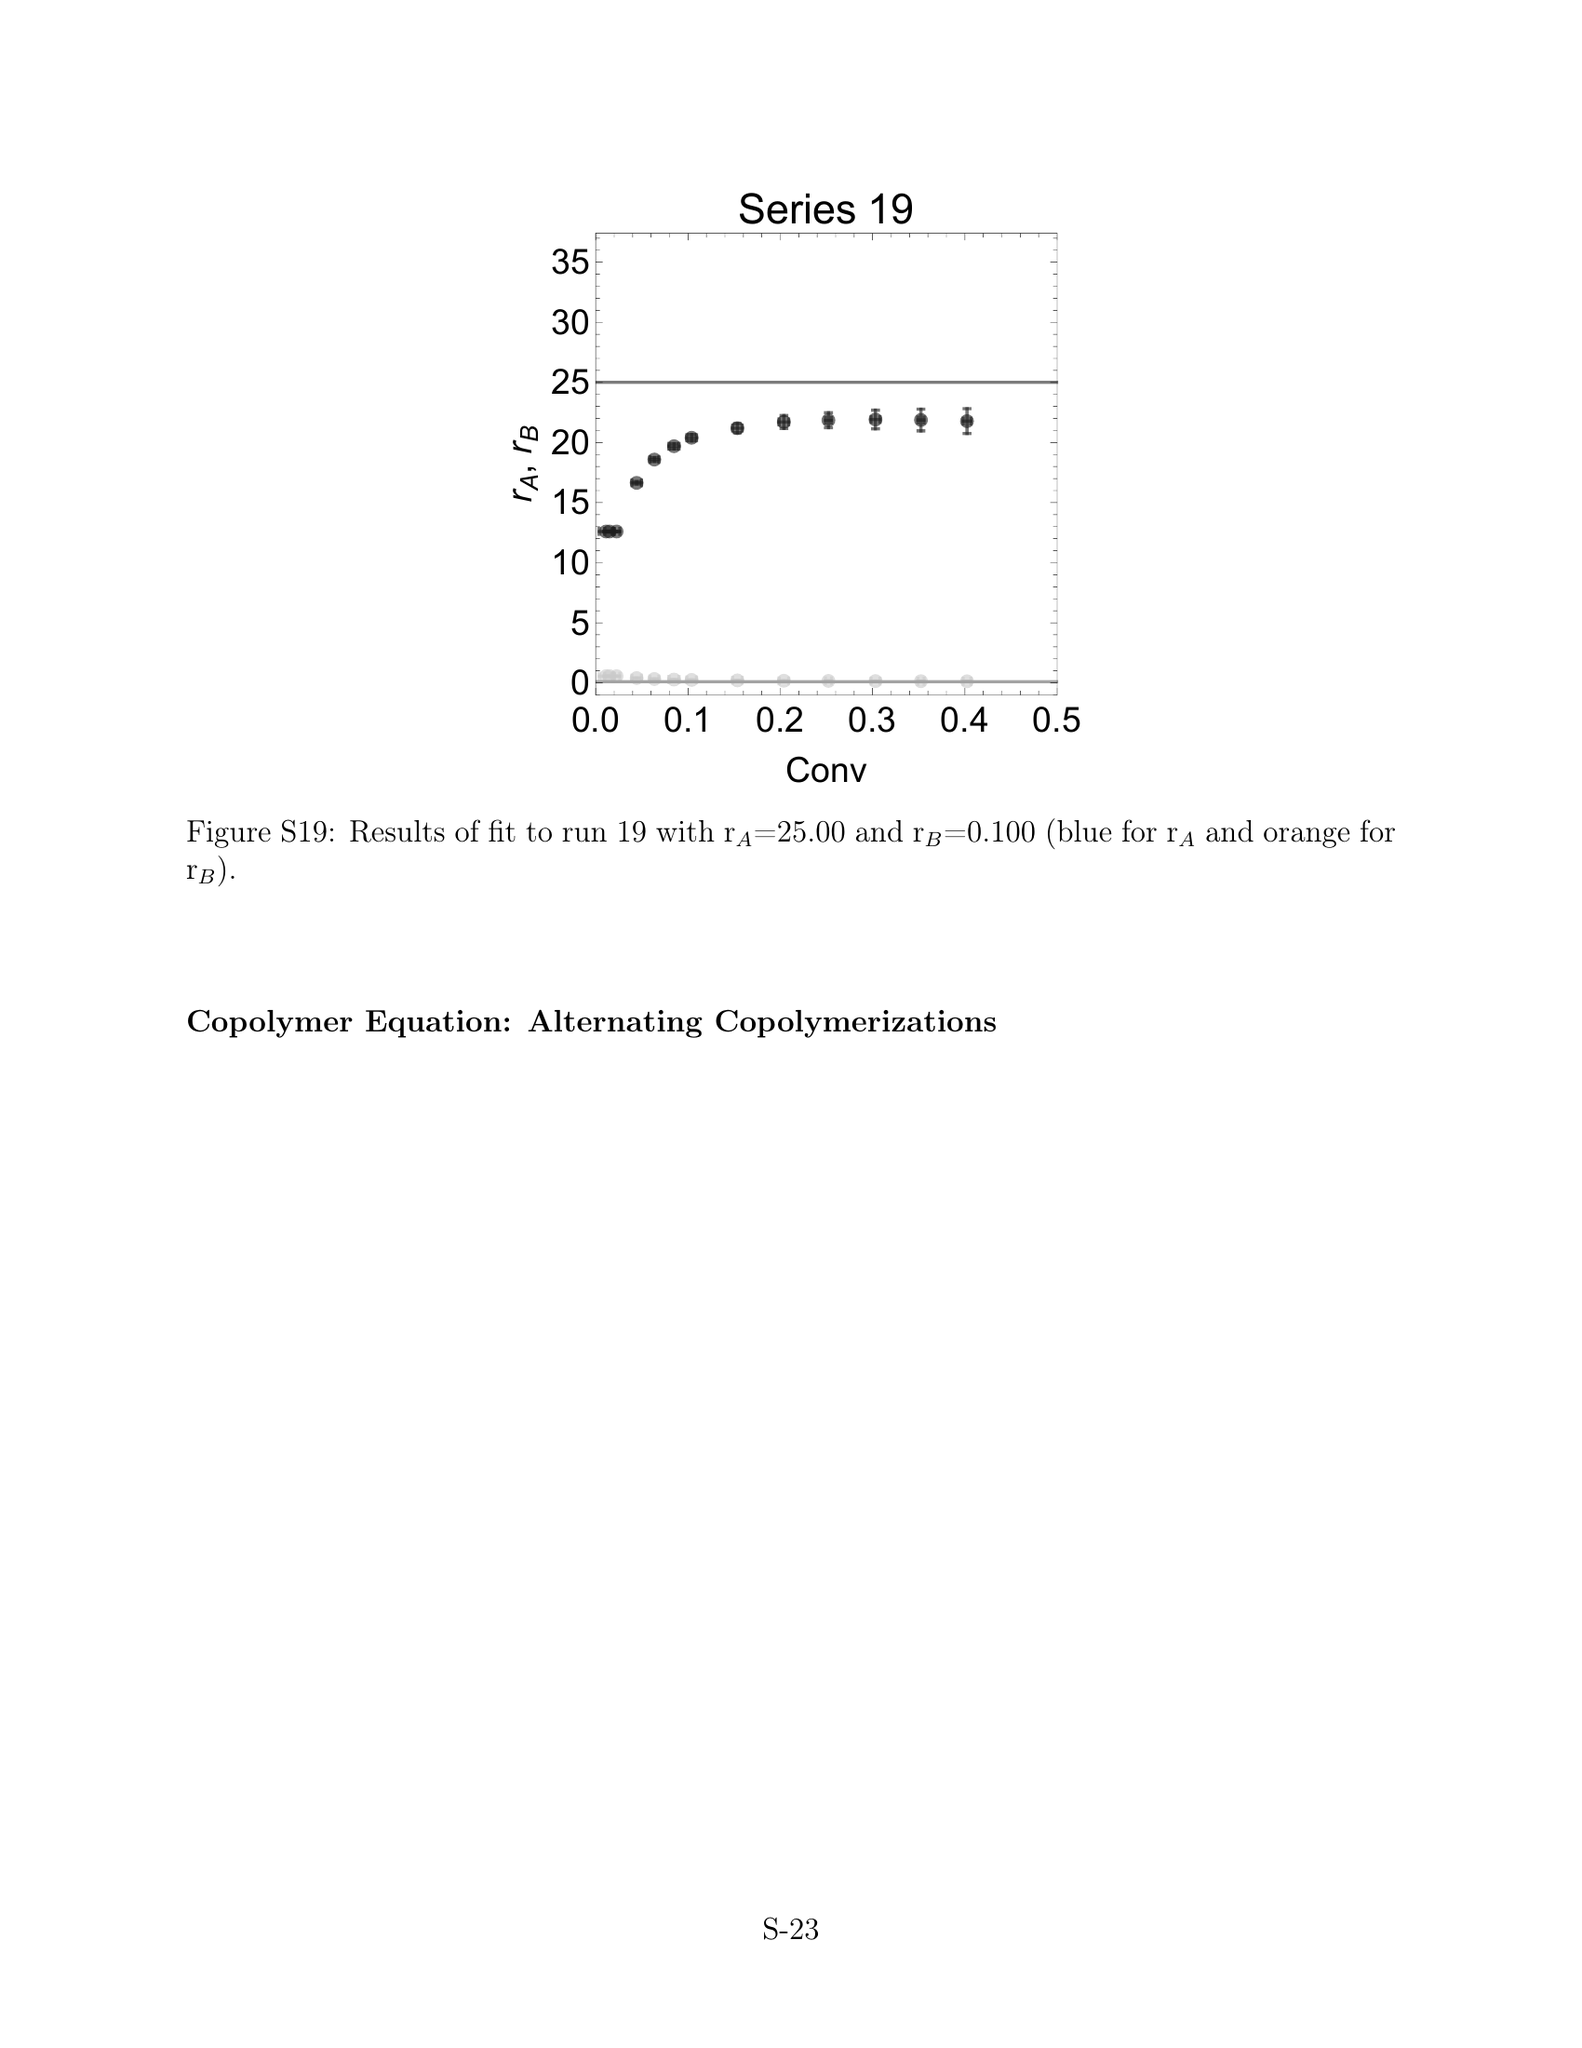 Series 19
35
30
25
20
15
10
5
0
r_A, r_B
0.0 0.1 0.2 0.3 0.4 0.5
Conv
Figure S19: Results of fit to run 19 with r_A=25.00 and r_B=0.100 (blue for r_A and orange for
r_B).
Copolymer Equation: Alternating Copolymerizations
S-23